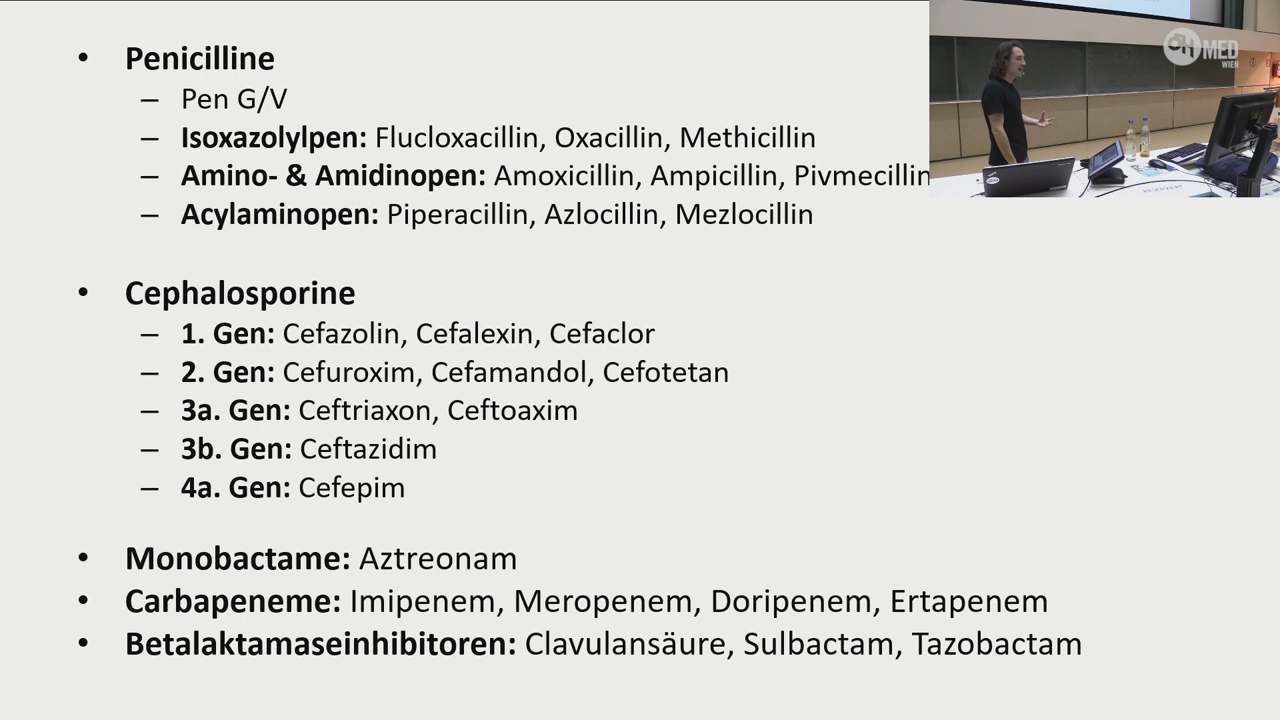 • Penicilline
– Pen G/V
– Isoxazolylpen: Flucloxacillin, Oxacillin, Methicillin
– Amino- & Amidinopen: Amoxicillin, Ampicillin, Pivmecillin
– Acylaminopen: Piperacillin, Azlocillin, Mezlocillin
• Cephalosporine
– 1. Gen: Cefazolin, Cefalexin, Cefaclor
– 2. Gen: Cefuroxim, Cefamandol, Cefotetan
– 3a. Gen: Ceftriaxon, Ceftoaxim
– 3b. Gen: Ceftazidim
– 4a. Gen: Cefepim
• Monobactame: Aztreonam
• Carbapeneme: Imipenem, Meropenem, Doripenem, Ertapenem
• Betalaktamaseinhibitoren: Clavulansäure, Sulbactam, Tazobactam
ÖH MED
WIEN